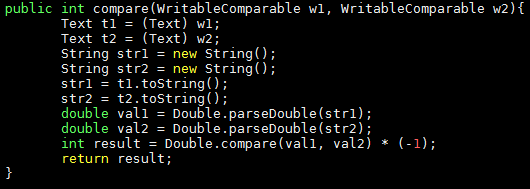 public int compare(WritableComparable w1, WritableComparable w2){
Text t1 = (Text) w1;
Text t2 = (Text) w2;
String str1 = new String();
String str2 = new String();
str1 = t1.toString();
str2 = t2.toString();
double val1 = Double.parseDouble(str1);
double val2 = Double.parseDouble(str2);
int result = Double.compare(val1, val2) * (-1);
return result;
}